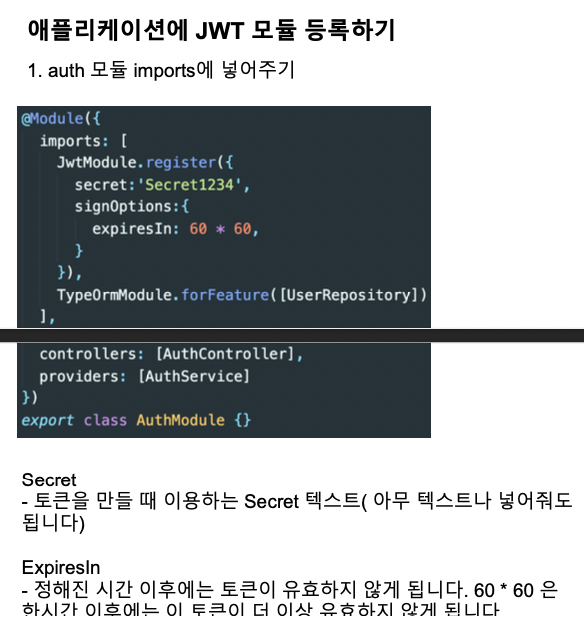 애플리케이션에 JWT 모듈 등록하기
1. auth 모듈 imports에 넣어주기
@Module({
imports: [
JwtModule.register({
secret:'Secret1234',
signOptions:{
expiresIn: 60 * 60,
}
}),
TypeOrmModule.forFeature([UserRepository])
],
controllers: [AuthController],
providers: [AuthService]
})
export class AuthModule {}
Secret
- 토큰을 만들 때 이용하는 Secret 텍스트( 아무 텍스트나 넣어줘도
됩니다)
ExpiresIn
- 정해진 시간 이후에는 토큰이 유효하지 않게 됩니다. 60 * 60 은
한시간 이후에는 이 토큰이 더 이상 유효하지 않게 됩니다